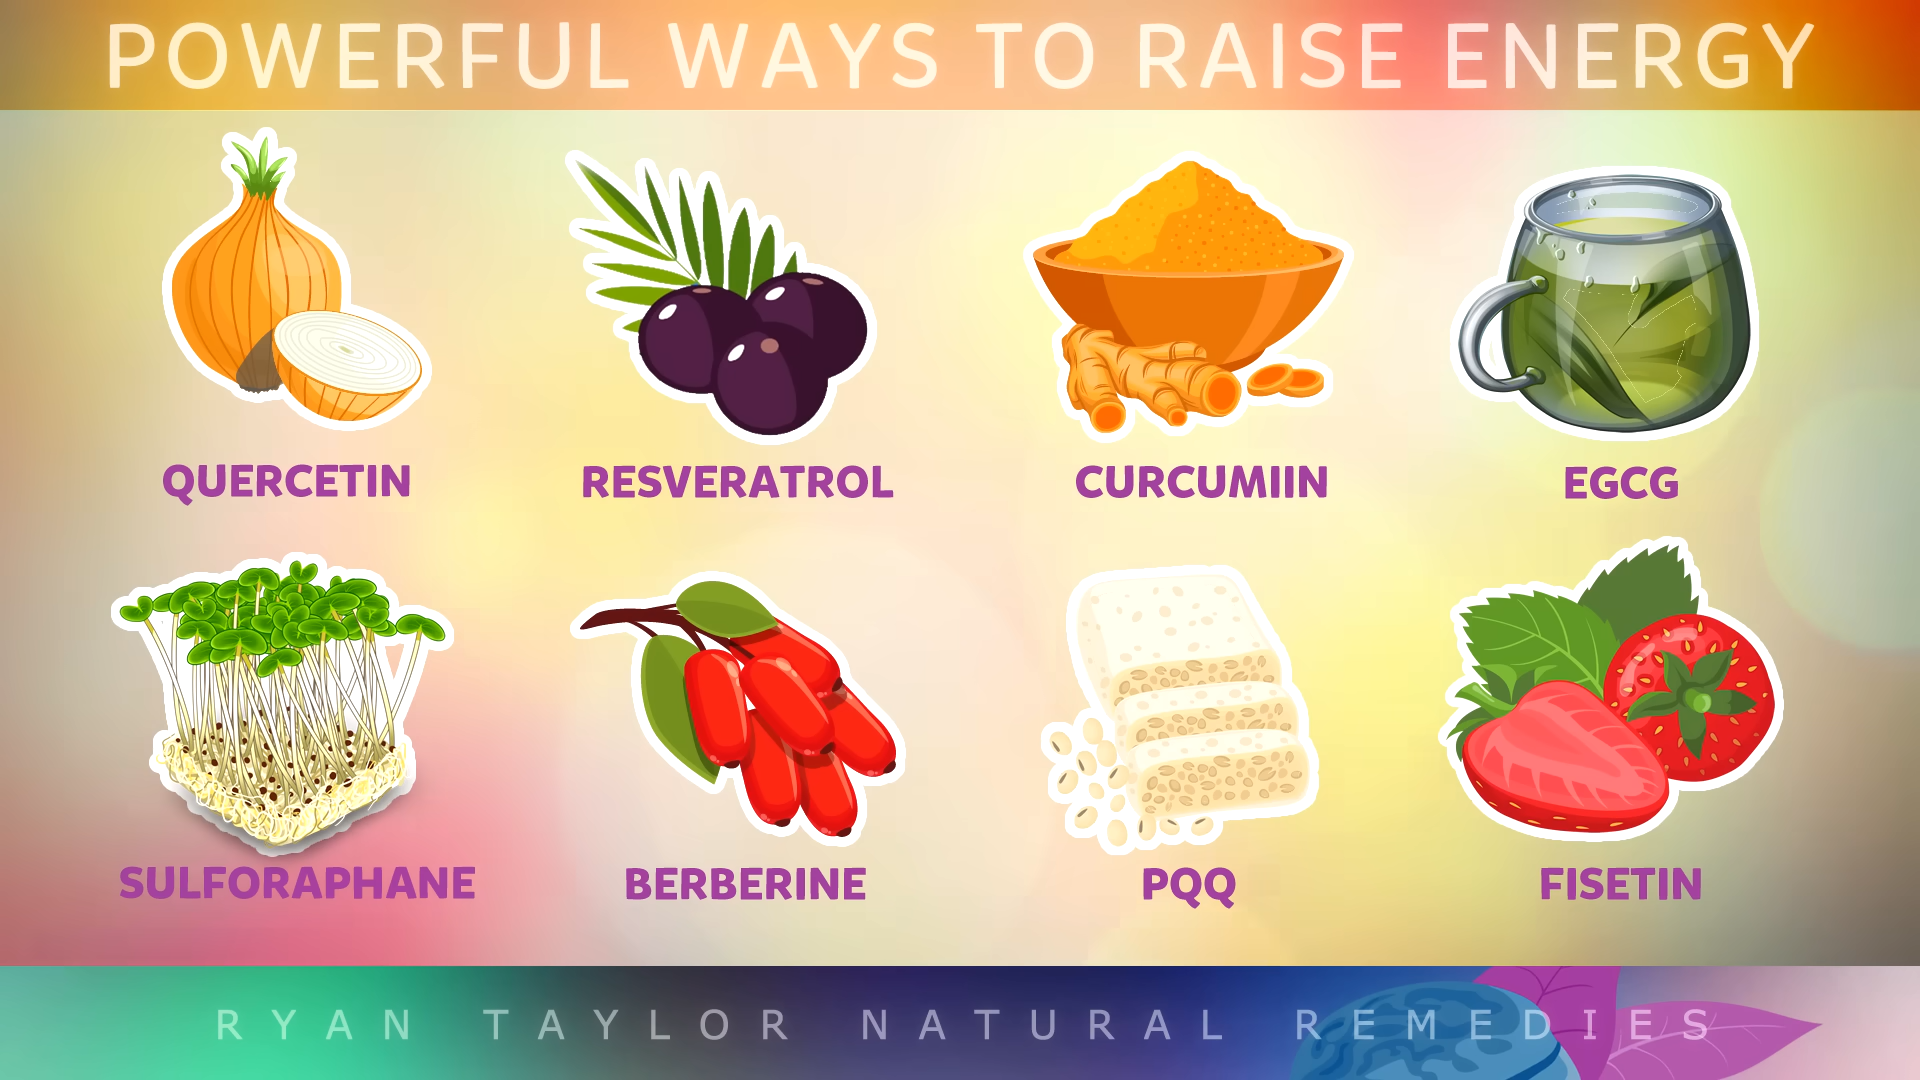 POWERFUL WAYS TO RAISE ENERGY
QUERCETIN
RESVERATROL
CURCUMIIN
EGCG
SULFORAPHANE
BERBERINE
PQQ
FISETIN
RYAN TAYLOR NATURAL REMEDIES